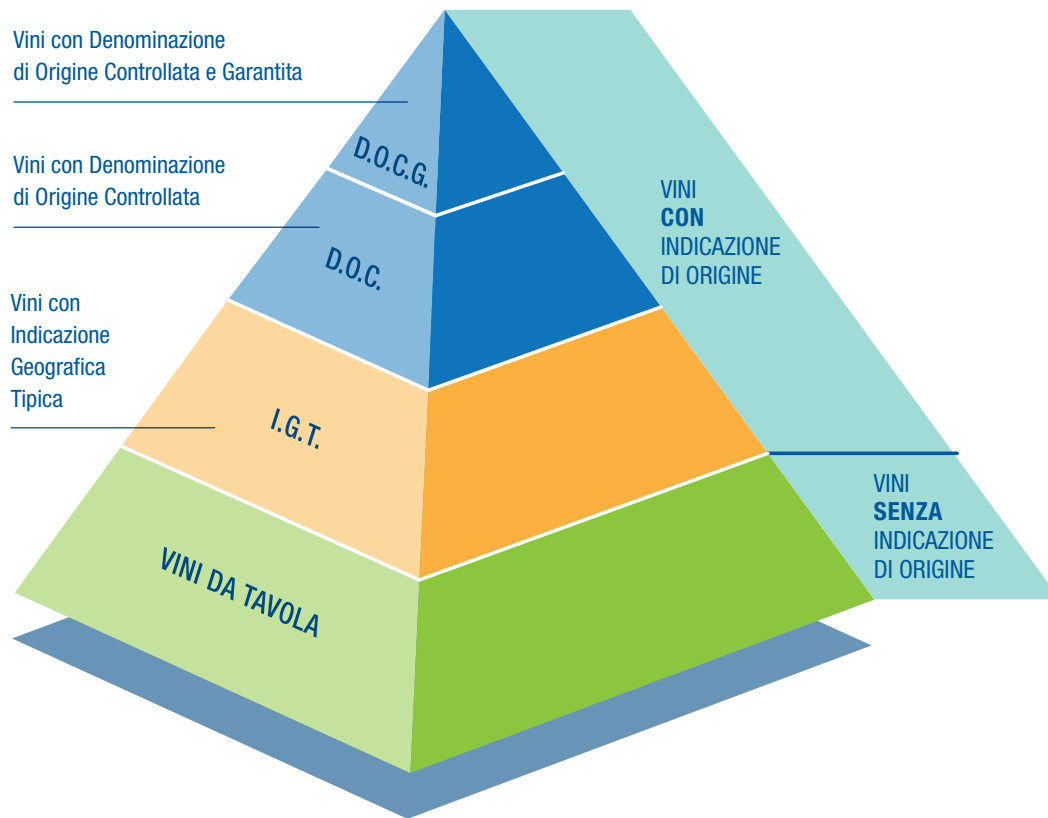 Vini con Denominazione
di Origine Controllata e Garantita
D.O.C.G.
Vini con Denominazione
di Origine Controllata
D.O.C.
Vini con
Indicazione
Geografica
Tipica
I.G.T.
VINI DA TAVOLA
VINI
CON
INDICAZIONE
DI ORIGINE
VINI
SENZA
INDICAZIONE
DI ORIGINE